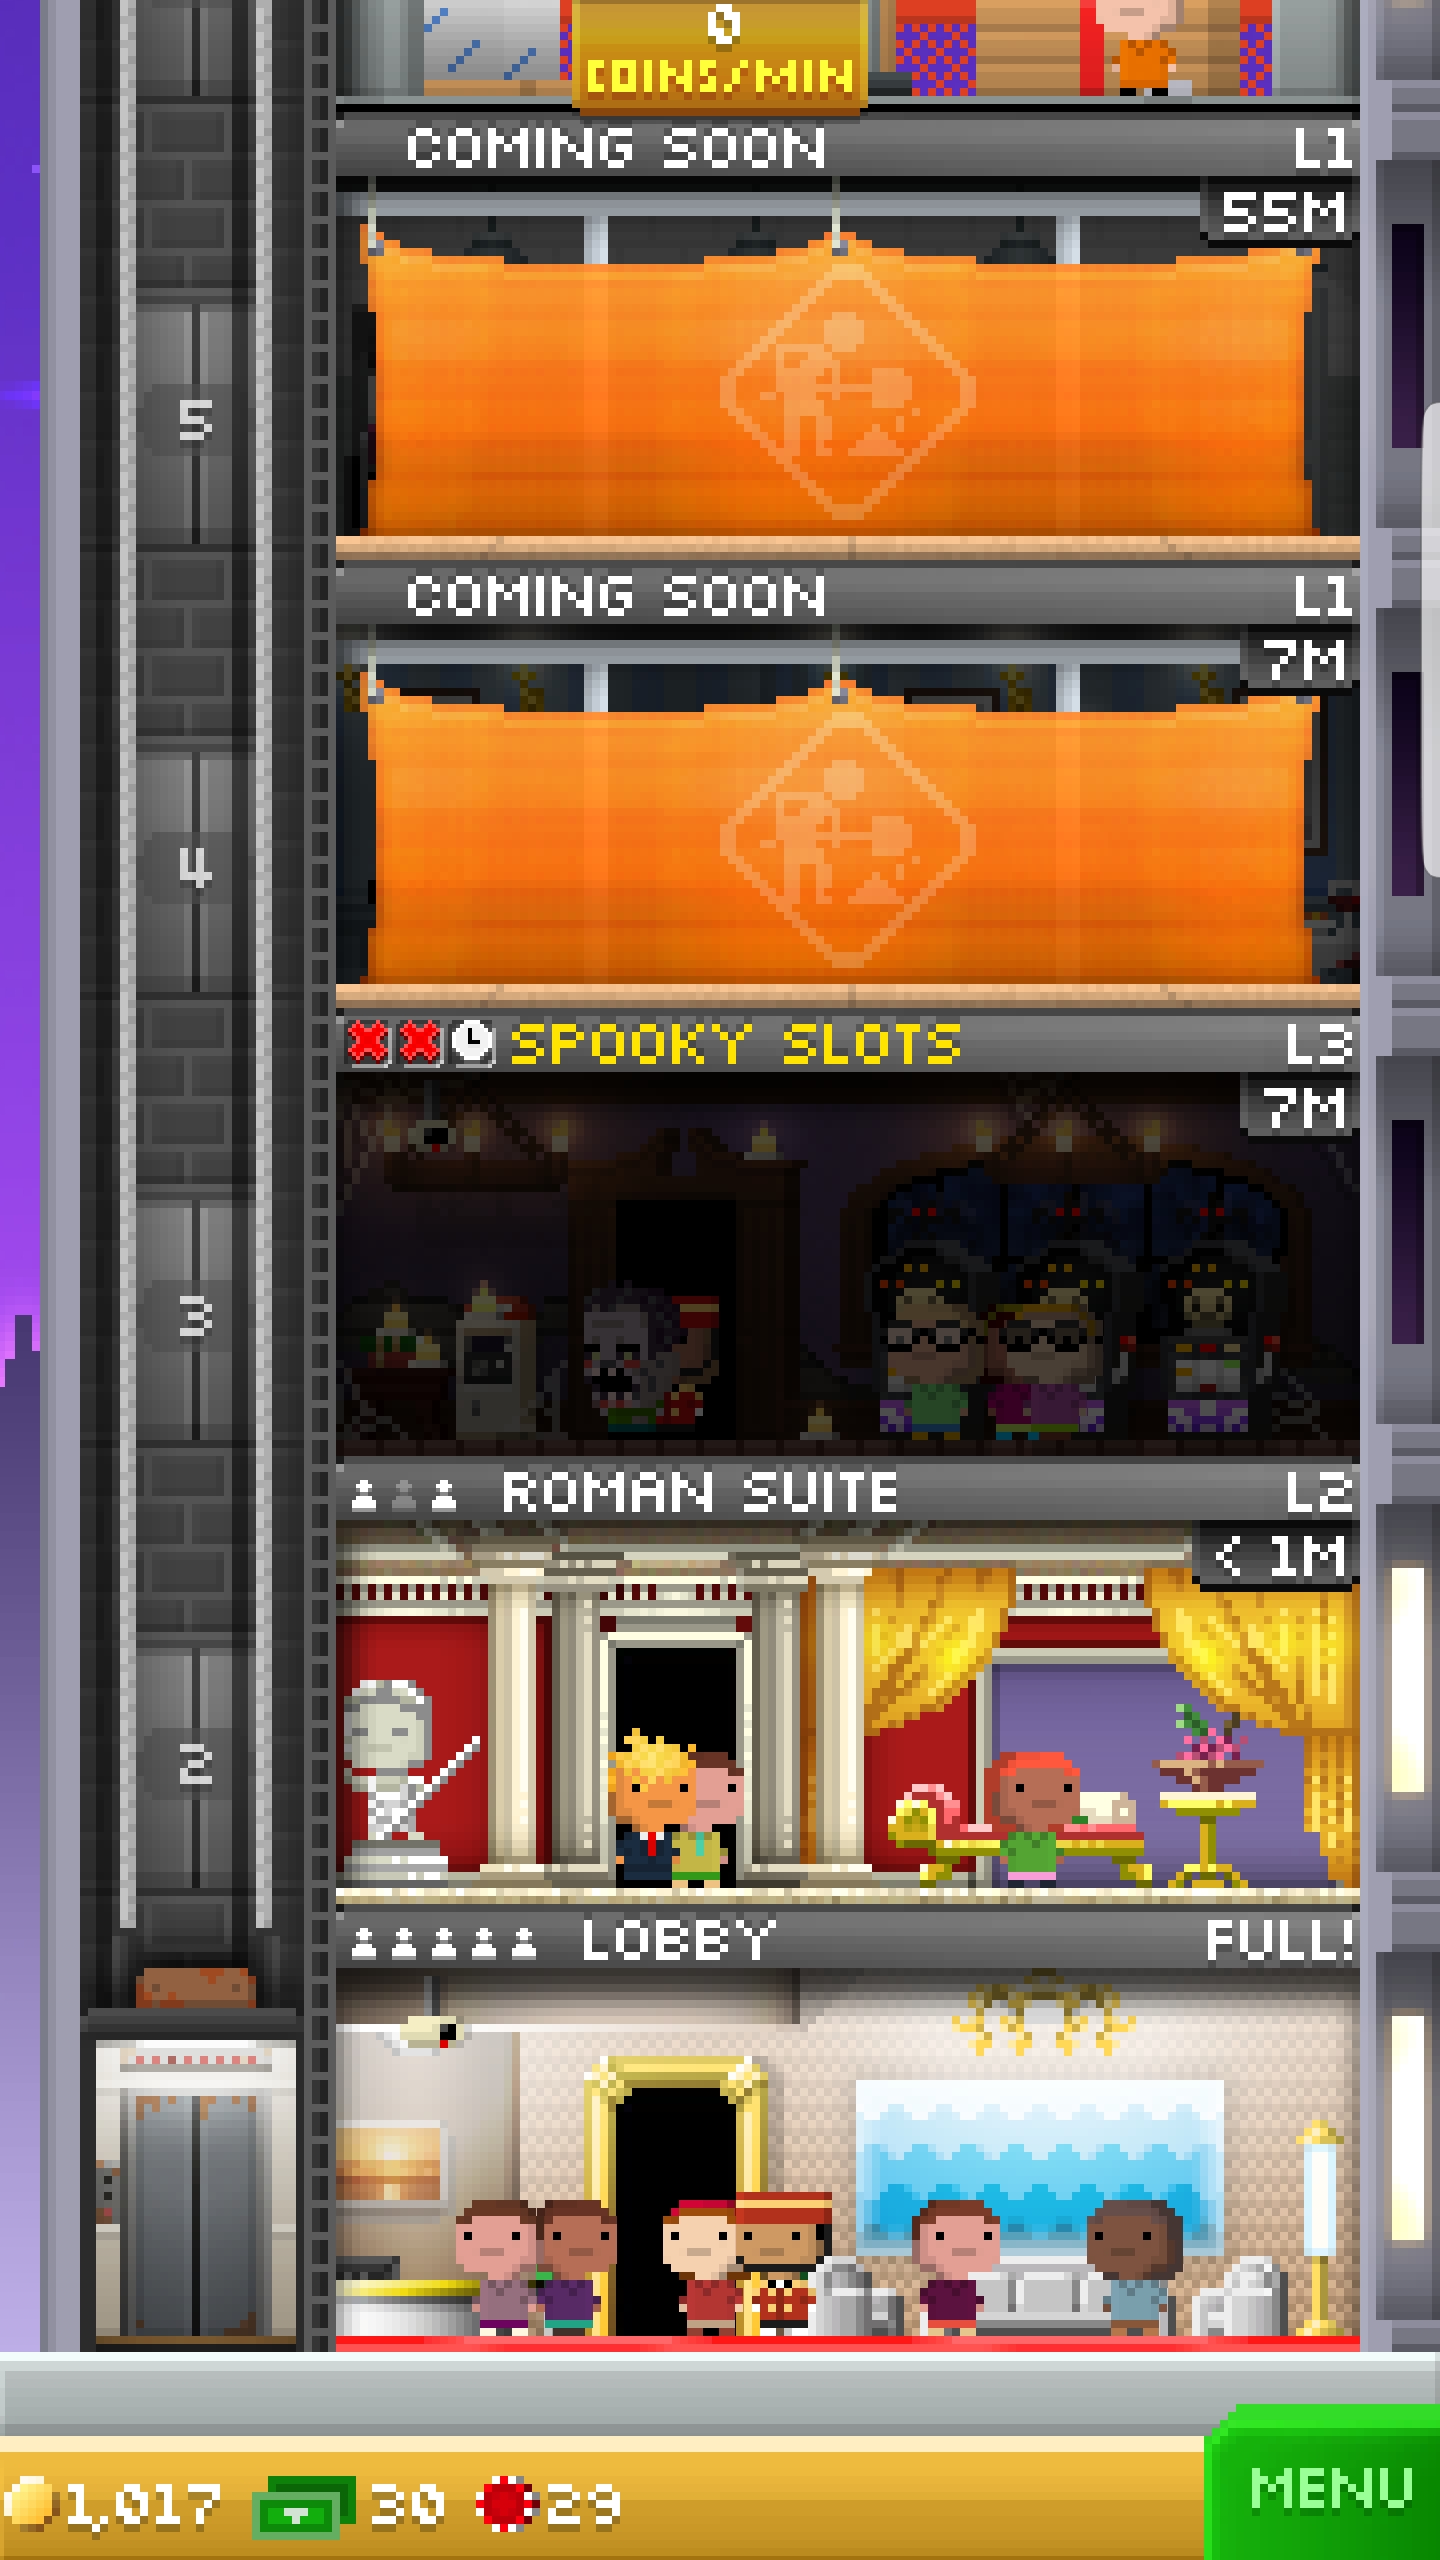 0
COINS/MIN
COMING SOON L1
55M
5
COMING SOON L1
7M
4
SPOOKY SLOTS L3
7M
3
ROMAN SUITE L2
< 1M
2
LOBBY FULL!
1,017 30 29 MENU